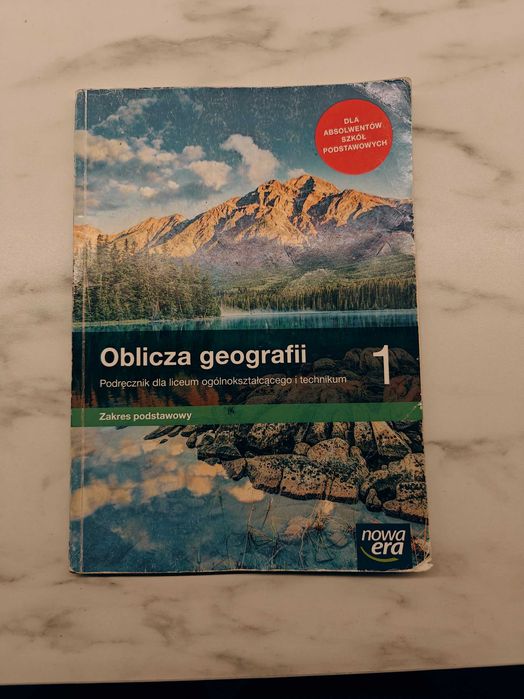 DLA
ABSOLWENTÓW
SZKÓŁ
PODSTAWOWYCH
Oblicza geografii 1
Podręcznik dla liceum ogólnokształcącego i technikum
Zakres podstawowy
nowa
era